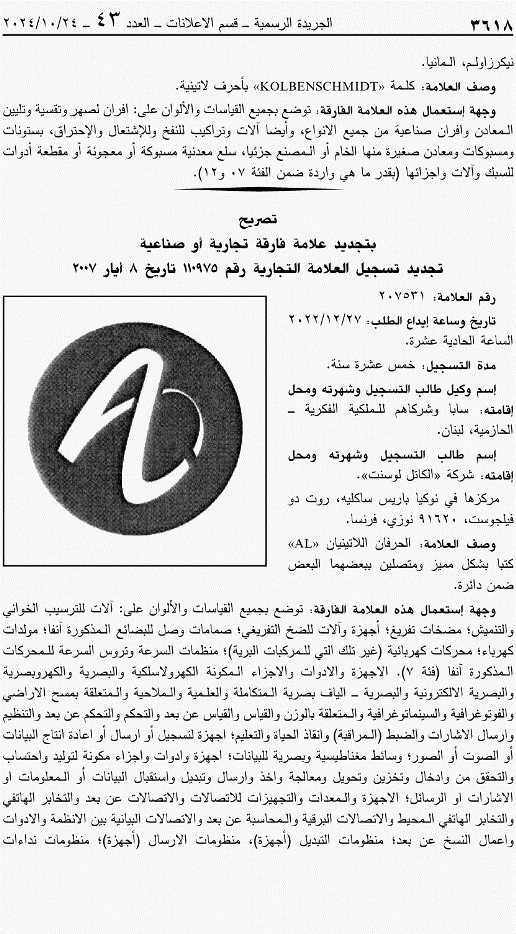 ٣٦١٨
الجريدة الرسمية ـ قسم الاعلانات ـ العدد ٤٣ ـ ٢٠٢٤/١٠/٢٤
نيكرزاولم، المانيا.
وصف العلامة: كلمة «KOLBENSCHMIDT» بأحرف لاتينية.
وجهة إستعمال هذه العلامة الفارقة: توضع بجميع القياسات والألوان على: افران لصهر وتقسية وتليين
المعادن وافران صناعية من جميع الانواع، وأيضا آلات وتراكيب للنفخ وللإشتعال والإحتراق، بستونات
ومسبوكات ومعادن صغيرة منها الخام أو المصنع جزئيا، سلع معدنية مسبوكة أو معجونة أو مقطعة أدوات
للسبك وآلات واجزائها (بقدر ما هي واردة ضمن الفئة ٠٧ و١٢).
تصريح
بتجديد علامة فارقة تجارية أو صناعية
تجديد تسجيل العلامة التجارية رقم ١١٠٩٧٥ تاريخ ٨ أيار ٢٠٠٧
رقم العلامة: ٢٠٧٥٣١
تاريخ وساعة إيداع الطلب: ٢٠٢٢/١٢/٢٧
الساعة الحادية عشرة.
مدة التسجيل: خمس عشرة سنة.
إسم وكيل طالب التسجيل وشهرته ومحل
إقامته: سابا وشركاهم للملكية الفكرية ـ
الحازمية، لبنان.
إسم طالب التسجيل وشهرته ومحل
إقامته: شركة «الكاتل لوسنت».
مركزها في نوكيا باريس ساكليه، روت دو
فيلجوست، ٩١٦٢٠ نوزي، فرنسا.
وصف العلامة: الحرفان اللاتينيان «AL»
كتبا بشكل مميز ومتصلين ببعضهما البعض
ضمن دائرة.
وجهة إستعمال هذه العلامة الفارقة: توضع بجميع القياسات والألوان على: آلات للترسيب الخوائي
والتنميش؛ مضخات تفريغ؛ أجهزة وآلات للضخ التفريغي؛ صمامات وصل للبضائع المذكورة آنفا؛ مولدات
كهرباء؛ محركات كهربائية (غير تلك التي للمركبات البرية)؛ منظمات السرعة وتروس السرعة للمحركات
المذكورة آنفا (فئة ٧). الاجهزة والادوات والاجزاء المكونة الكهرولاسلكية والبصرية والكهروبصرية
والبصرية الالكترونية والبصرية ـ الياف بصرية المتكاملة والعلمية والملاحية والمتعلقة بمسح الاراضي
والفوتوغرافية والسينماتوغرافية والمتعلقة بالوزن والقياس والقياس عن بعد والتحكم والتحكم عن بعد والتنظيم
وارسال الاشارات والضبط (المراقبة) وانقاذ الحياة والتعليم؛ اجهزة لتسجيل أو ارسال أو اعادة انتاج البيانات
أو الصوت أو الصور؛ وسائط مغناطيسية وبصرية للبيانات؛ اجهزة وادوات واجزاء مكونة لتوليد واحتساب
والتحقق من وادخال وتخزين وتحويل ومعالجة واخذ وارسال وتبديل واستقبال البيانات أو المعلومات او
الاشارات او الرسائل؛ الاجهزة والمعدات والتجهيزات للاتصالات والاتصالات عن بعد والتخابر الهاتفي
والتخابر الهاتفي المحيط والاتصالات البرقية والمحاسبة عن بعد والاتصالات البيانية بين الانظمة والادوات
واعمال النسخ عن بعد؛ منظومات التبديل (أجهزة)، منظومات الارسال (أجهزة)؛ منظومات نداءات